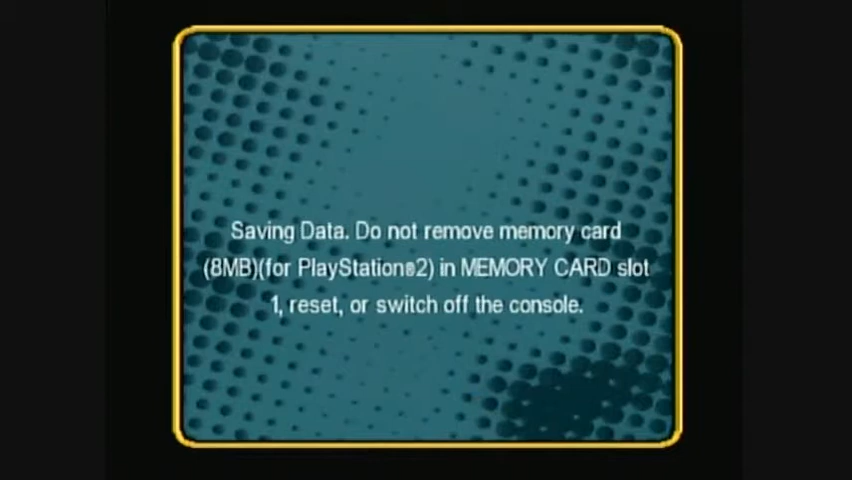 Saving Data. Do not remove memory card
(8MB)(for PlayStation®2) in MEMORY CARD slot
1, reset, or switch off the console.